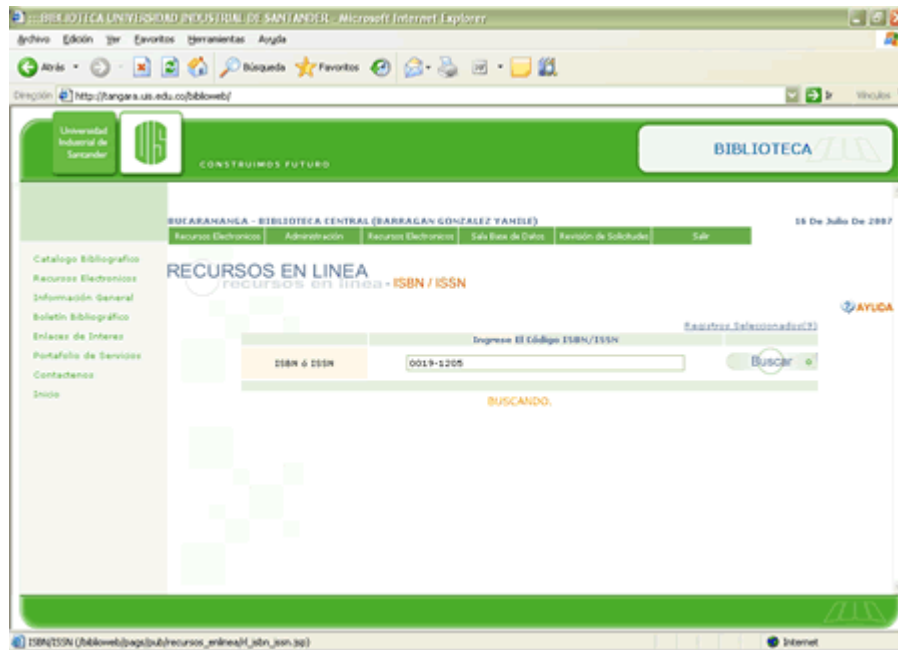 :::BIBLIOTECA UNIVERSIDAD INDUSTRIAL DE SANTANDER - Microsoft Internet Explorer
Archivo Edición Ver Favoritos Herramientas Ayuda
Atrás Búsqueda Favoritos
Dirección http://tangara.uis.edu.co/biblioweb/ Ir Vínculos
Universidad
Industrial de
Santander
CONSTRUIMOS FUTURO
BIBLIOTECA
BUCARAMANGA - BIBLIOTECA CENTRAL (BARRAGAN GONZALEZ YANILE) 16 De Julio De 2007
Recursos Electronicos Administración Recursos Electronicos Sala Base de Datos Revisión de Solicitudes Salir
Catalogo Bibliografico
Recursos Electronicos
Información General
Boletín Bibliográfico
Enlaces de Interes
Portafolio de Servicios
Contactenos
Inicio
RECURSOS EN LINEA
recursos en linea - ISBN / ISSN
AYUDA
Registros Seleccionados(?)
Ingrese El Código ISBN/ISSN
ISBN ó ISSN 0019-1205 Buscar
BUSCANDO.
ISBN/ISSN (/biblioweb/pags/pub/recursos_enlinea/rl_isbn_issn.jsp) Internet